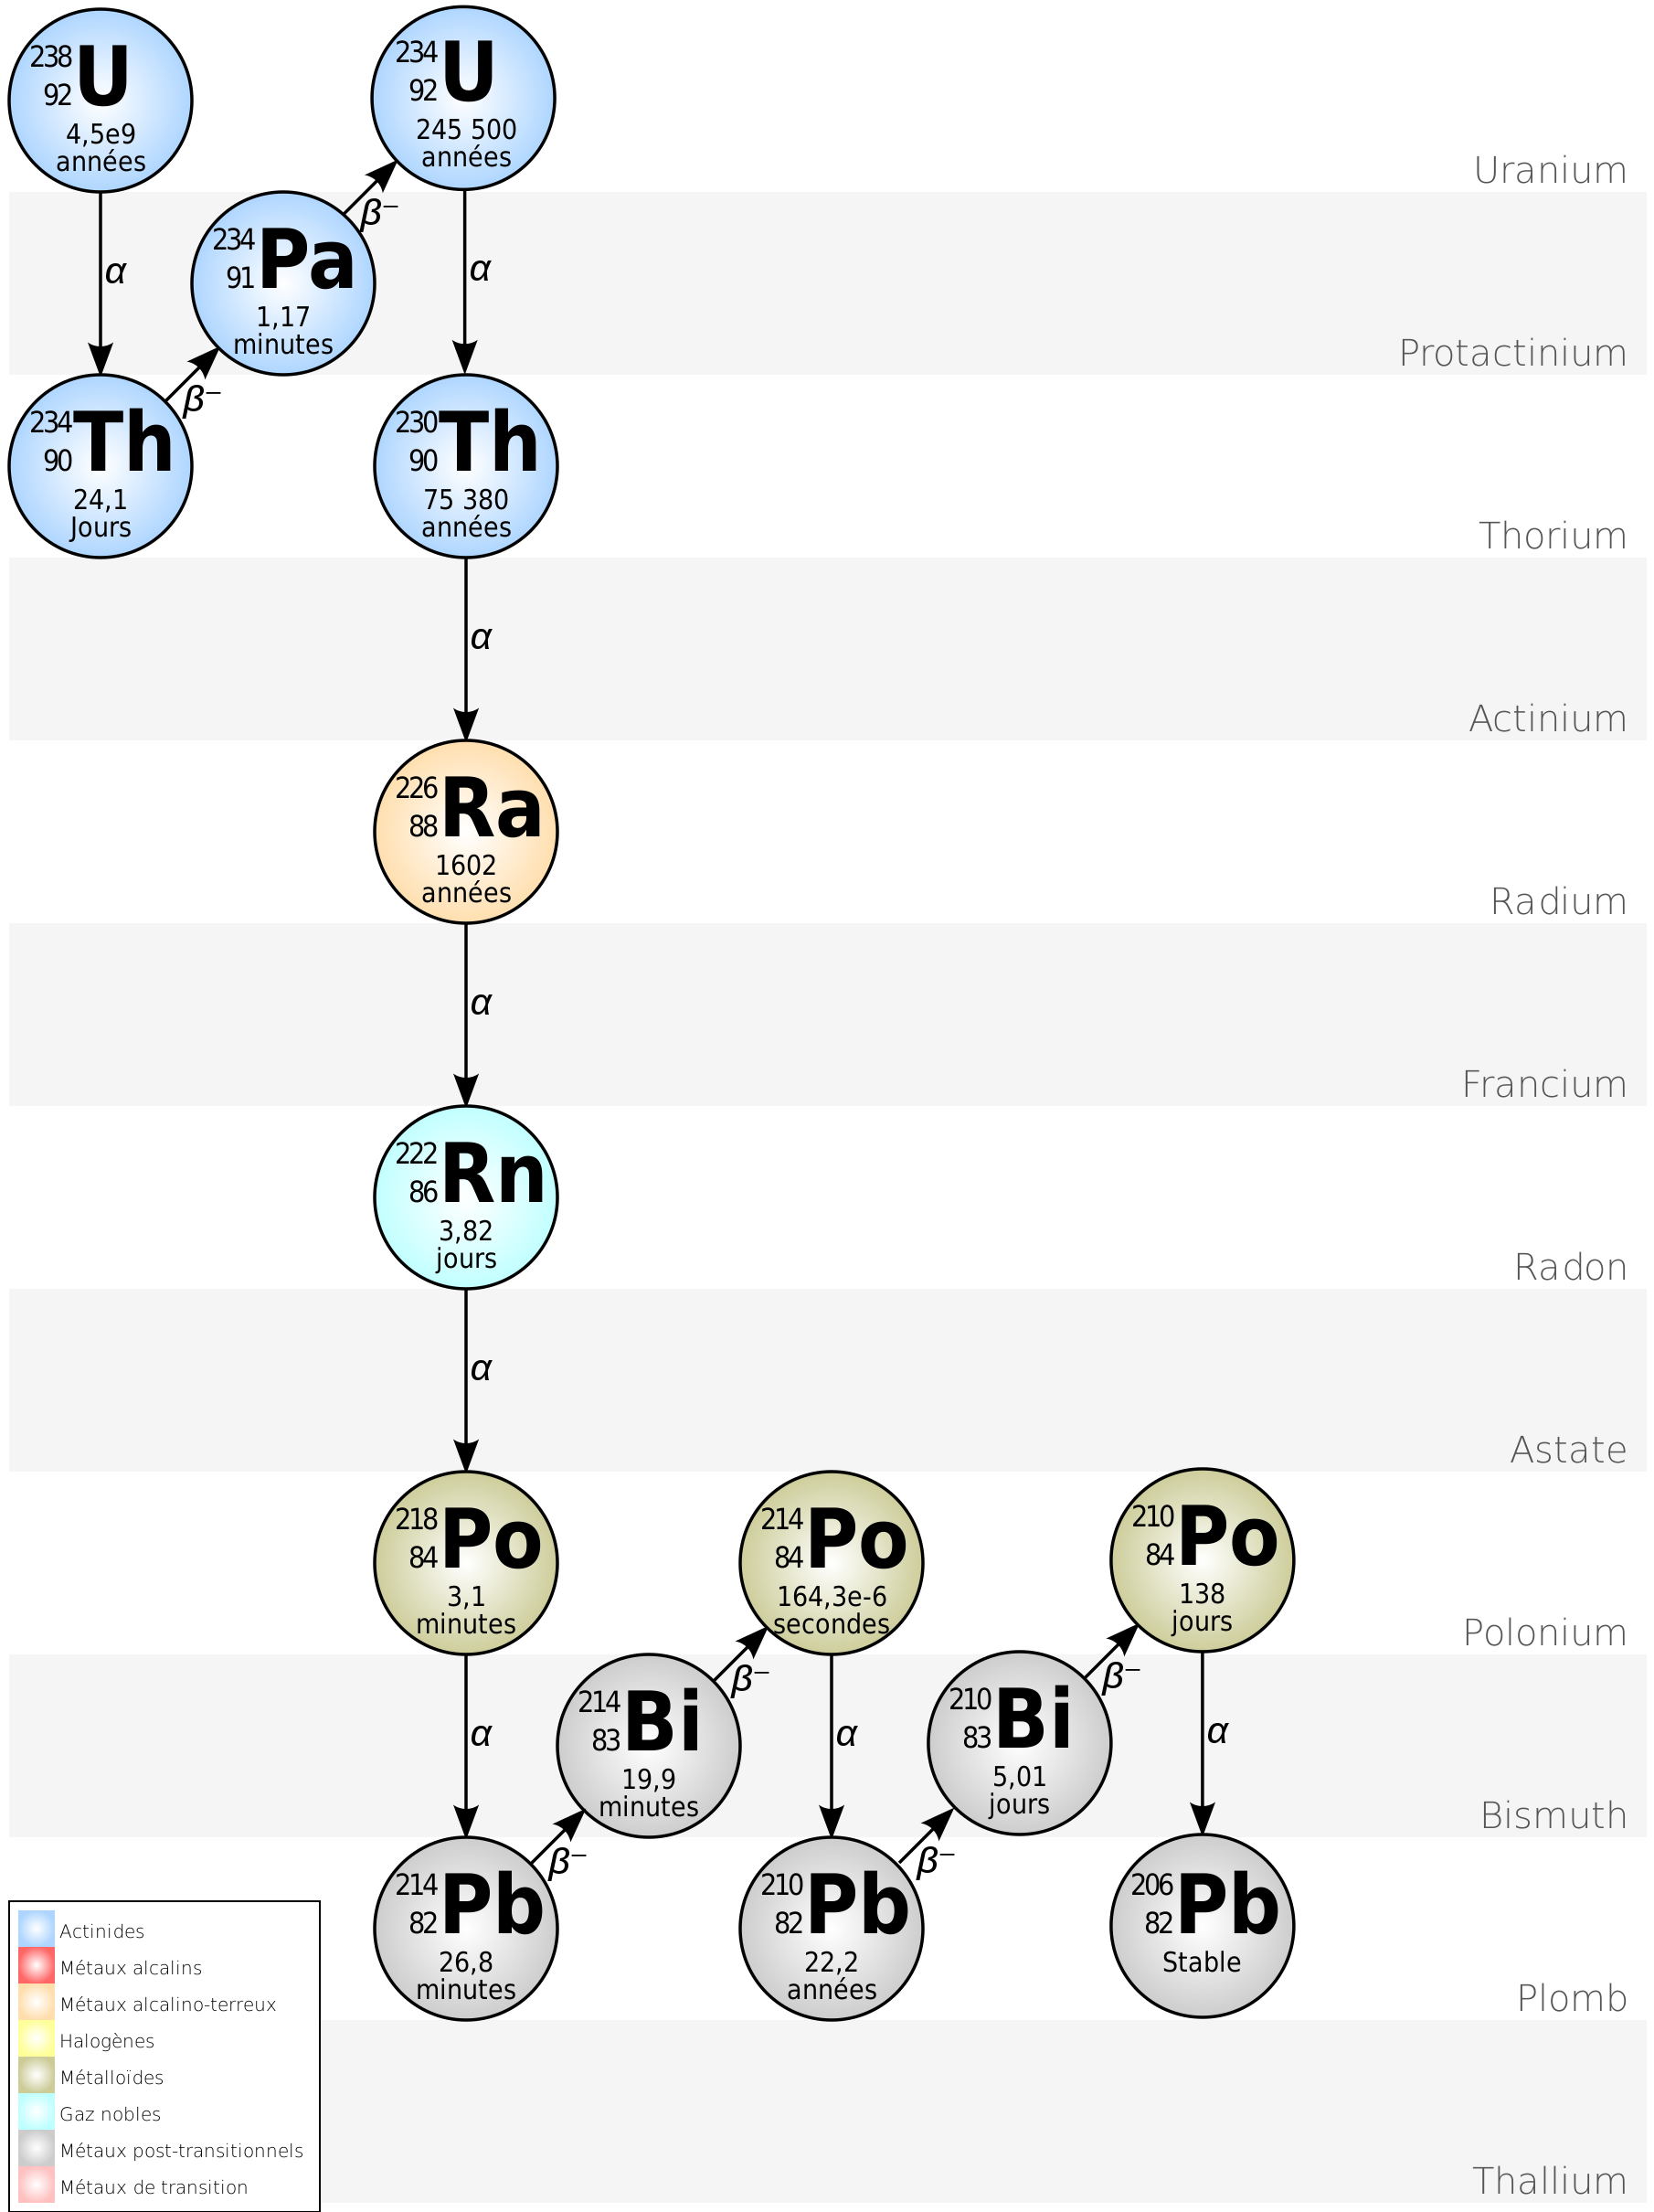 238
92 U
4,5e9
années
234
92 U
245 500
années
Uranium
α
β⁻
α
234
91 Pa
1,17
minutes
Protactinium
β⁻
234
90 Th
24,1
Jours
230
90 Th
75 380
années
Thorium
α
Actinium
226
88 Ra
1602
années
Radium
α
Francium
222
86 Rn
3,82
jours
Radon
α
Astate
218
84 Po
3,1
minutes
214
84 Po
164,3e-6
secondes
210
84 Po
138
jours
Polonium
α
β⁻
α
β⁻
α
214
83 Bi
19,9
minutes
210
83 Bi
5,01
jours
Bismuth
β⁻
β⁻
214
82 Pb
26,8
minutes
210
82 Pb
22,2
années
206
82 Pb
Stable
Plomb
Actinides
Métaux alcalins
Métaux alcalino-terreux
Halogènes
Métalloïdes
Gaz nobles
Métaux post-transitionnels
Métaux de transition
Thallium